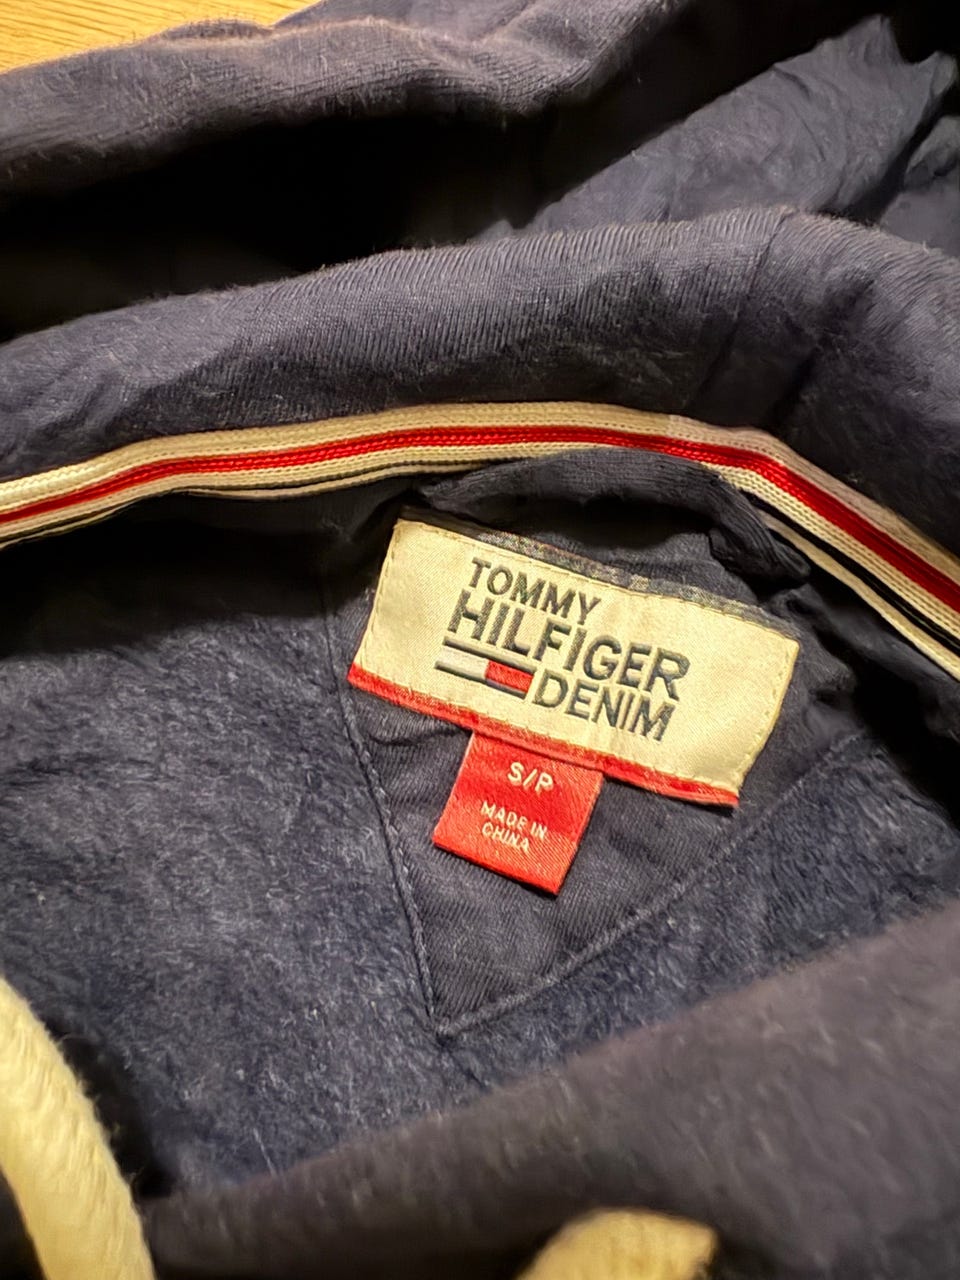 TOMMY
HILFIGER
DENIM
S/P
MADE IN
CHINA